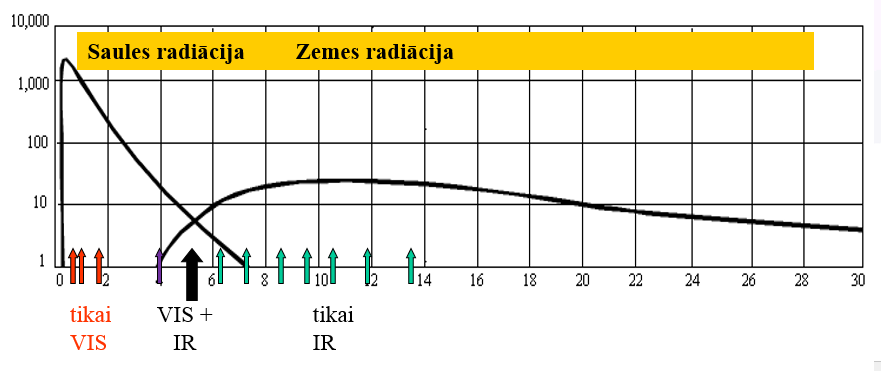 10,000
Saules radiācija Zemes radiācija
1,000
100
10
1
0 2 4 6 8 10 12 14 16 18 20 22 24 26 28 30
tikai VIS + tikai
VIS IR IR